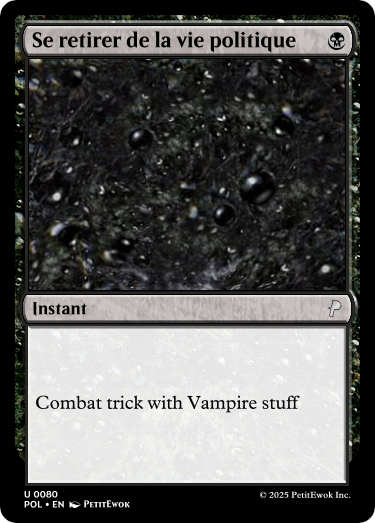 Se retirer de la vie politique
Instant
Combat trick with Vampire stuff
U 0080
POL • EN PetitEwok
© 2025 PetitEwok Inc.